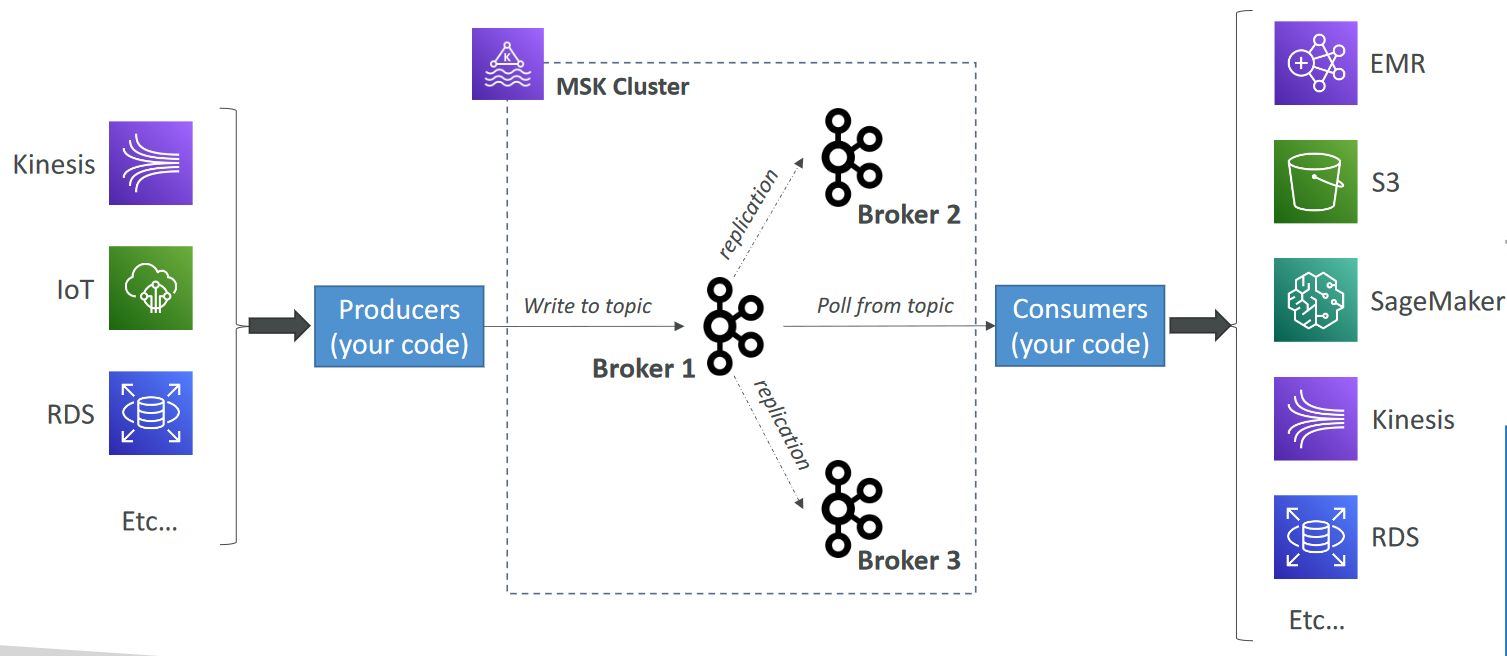 MSK Cluster
Kinesis
IoT
RDS
Etc...
Producers
(your code)
Write to topic
K
replication
Broker 2
Broker 1
replication
Broker 3
Poll from topic
Consumers
(your code)
EMR
S3
SageMaker
Kinesis
RDS
Etc...